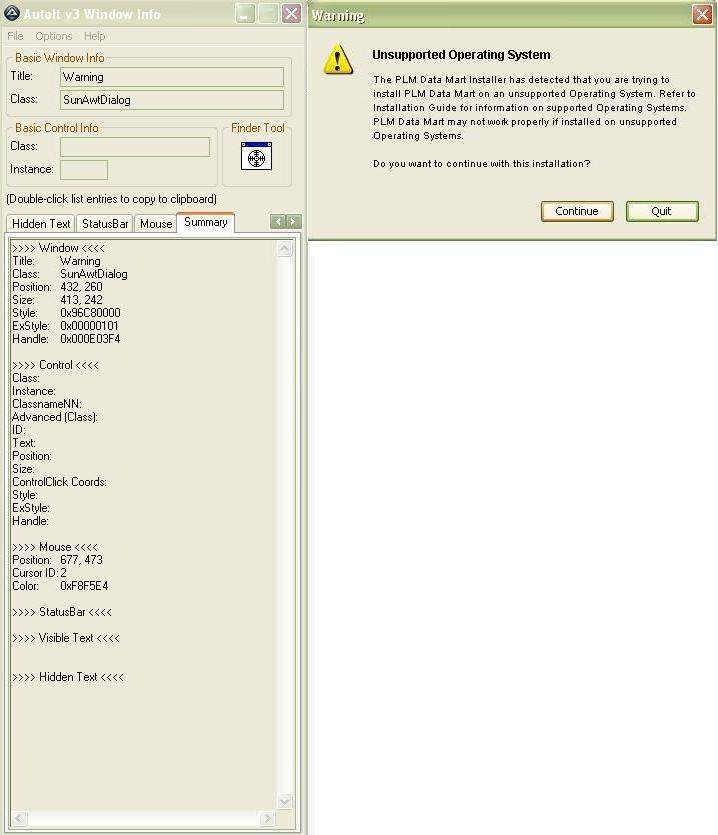 AutoIt v3 Window Info
File Options Help
Basic Window Info
Title: Warning
Class: SunAwtDialog
Basic Control Info
Class:
Instance:
Finder Tool
(Double-click list entries to copy to clipboard)
Hidden Text StatusBar Mouse Summary
>>>> Window <<<<
Title: Warning
Class: SunAwtDialog
Position: 432, 260
Size: 413, 242
Style: 0x96C80000
ExStyle: 0x00000101
Handle: 0x000E03F4
>>>> Control <<<<
Class:
Instance:
ClassnameNN:
Advanced (Class):
ID:
Text:
Position:
Size:
ControlClick Coords:
Style:
ExStyle:
Handle:
>>>> Mouse <<<<
Position: 677, 473
Cursor ID: 2
Color: 0xF8F5E4
>>>> StatusBar <<<<
>>>> Visible Text <<<<
>>>> Hidden Text <<<<
Warning
Unsupported Operating System
The PLM Data Mart Installer has detected that you are trying to
install PLM Data Mart on an unsupported Operating System. Refer to
Installation Guide for information on supported Operating Systems.
PLM Data Mart may not work properly if installed on unsupported
Operating Systems.
Do you want to continue with this installation?
Continue Quit